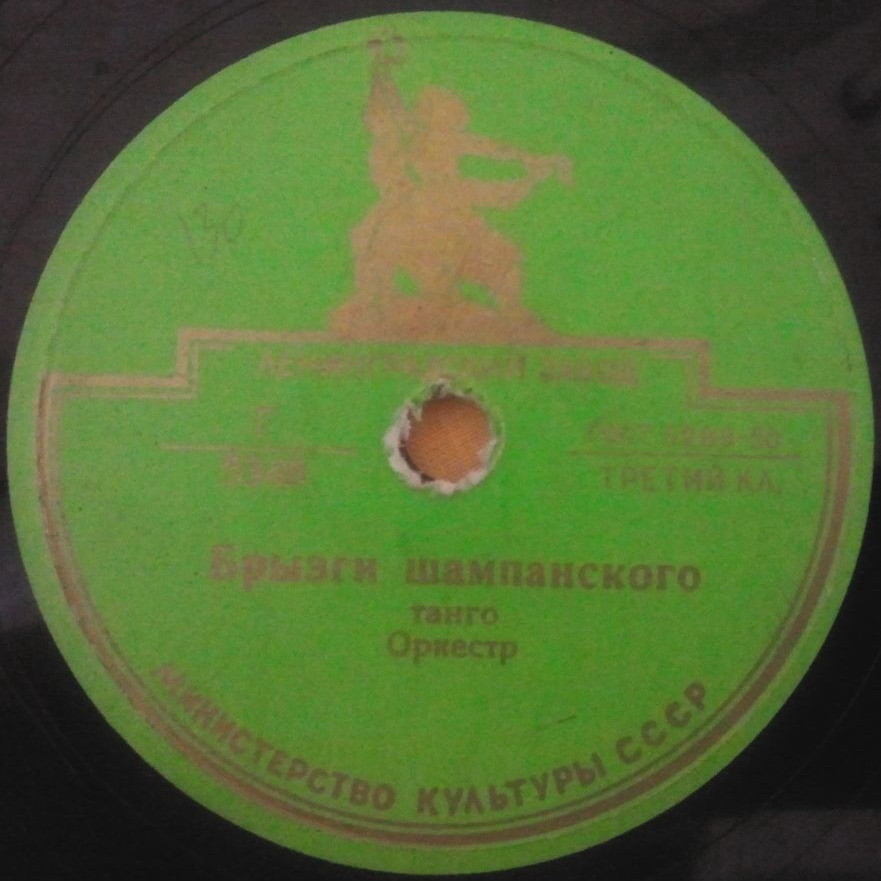 130
ЛЕНИНГРАДСКИЙ ЗАВОД
ТРЕТИЙ КЛ.
Брызги шампанского
танго
Оркестр
МИНИСТЕРСТВО КУЛЬТУРЫ СССР